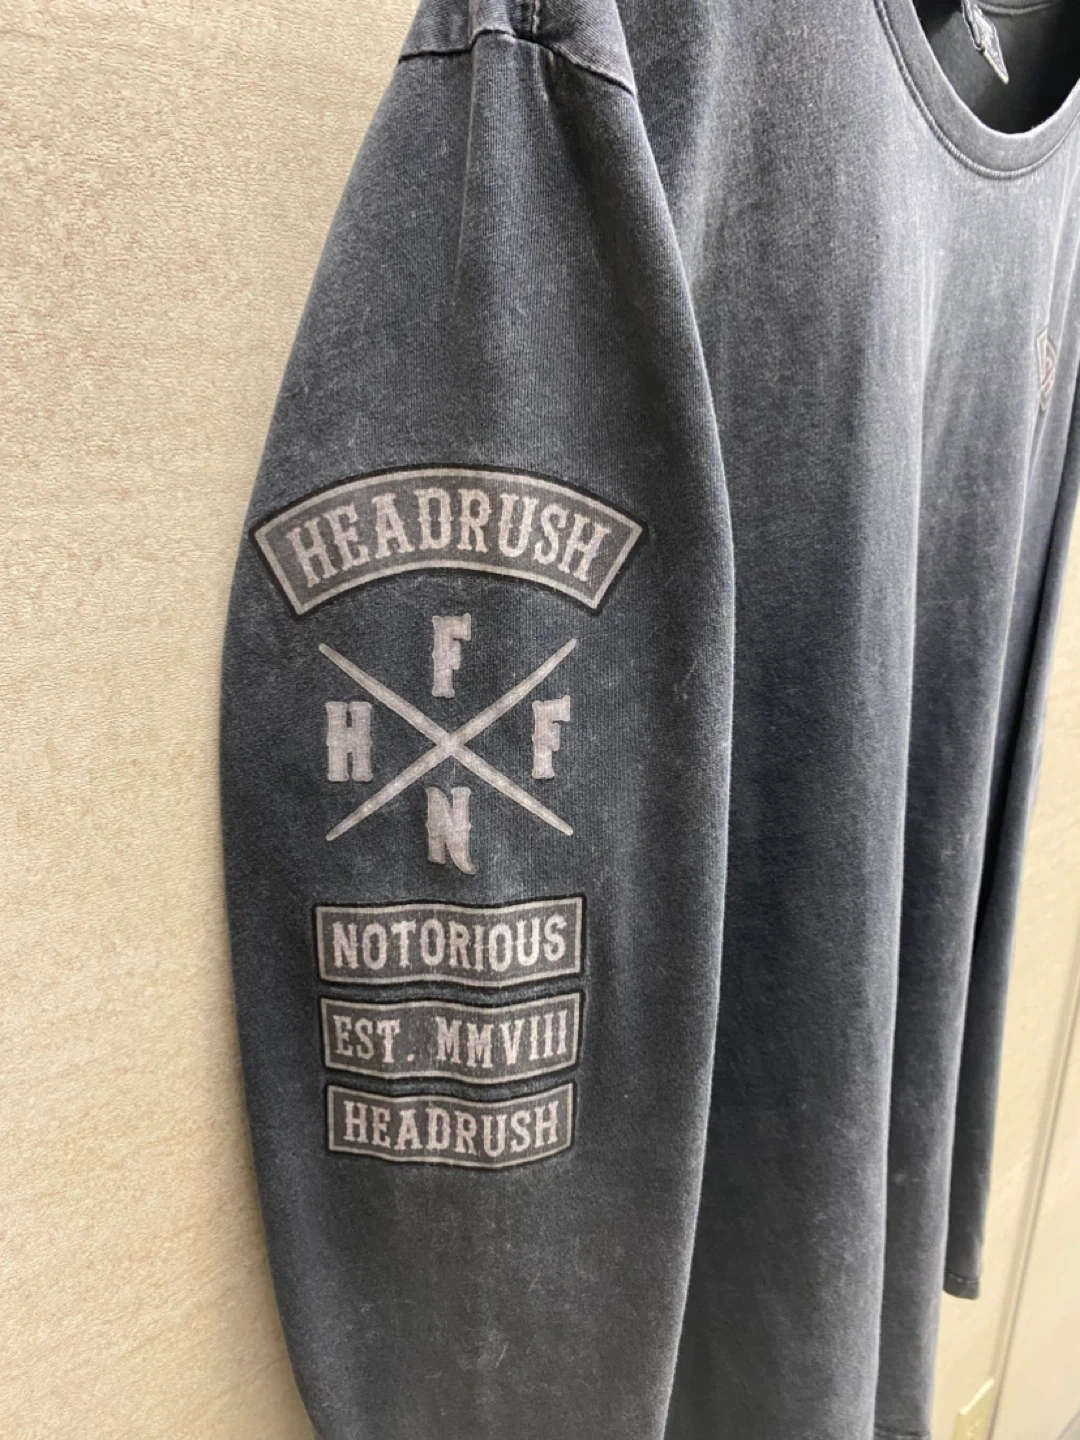 HEADRUSH
F
H F
N
NOTORIOUS
EST. MMVIII
HEADRUSH